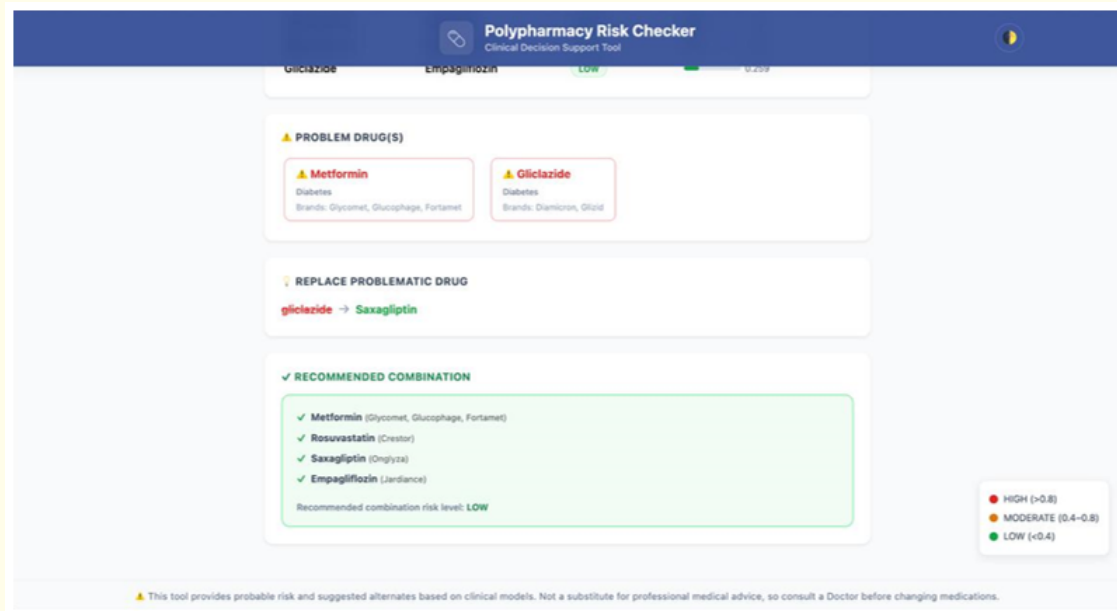 Polypharmacy Risk Checker
Clinical Decision Support Tool
Gliclazide Empagliflozin LOW 0.259
⚠ PROBLEM DRUG(S)
⚠ Metformin
Diabetes
Brands: Glycomet, Glucophage, Fortamet
⚠ Gliclazide
Diabetes
Brands: Diamicron, Glizid
REPLACE PROBLEMATIC DRUG
gliclazide → Saxagliptin
✓ RECOMMENDED COMBINATION
✓ Metformin (Glycomet, Glucophage, Fortamet)
✓ Rosuvastatin (Crestor)
✓ Saxagliptin (Onglyza)
✓ Empagliflozin (Jardiance)
Recommended combination risk level: LOW
HIGH (>0.8)
MODERATE (0.4–0.8)
LOW (<0.4)
⚠ This tool provides probable risk and suggested alternates based on clinical models. Not a substitute for professional medical advice, so consult a Doctor before changing medications.